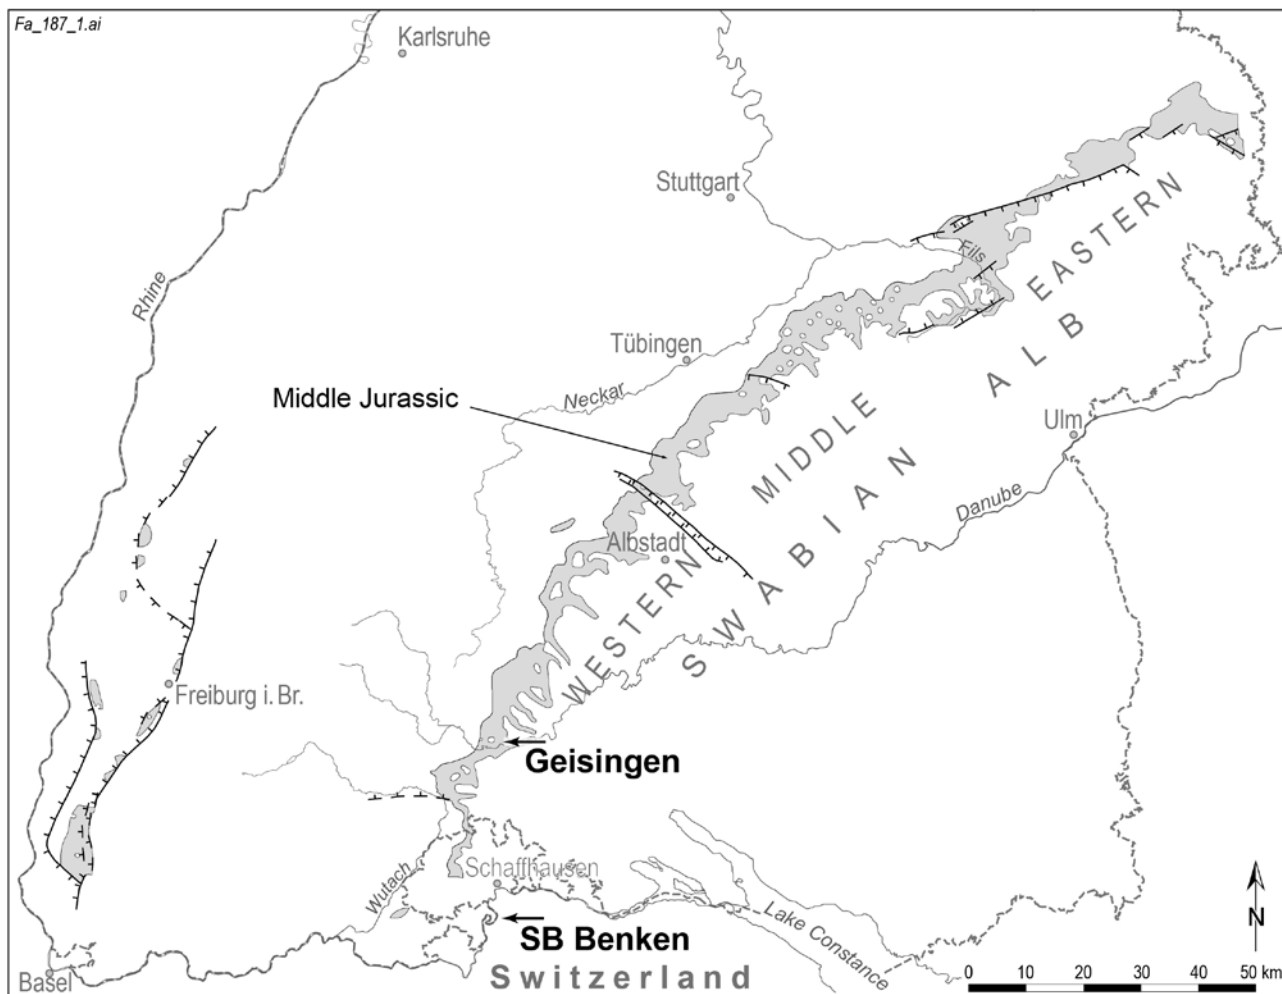 Fa_187_1.ai
Karlsruhe
Stuttgart
Rhine
Fils
EASTERN
Tübingen
Neckar
Middle Jurassic
MIDDLE
SWABIAN ALB
Ulm
Danube
Albstadt
WESTERN
Freiburg i. Br.
Geisingen
Wutach
Schaffhausen
SB Benken
Lake Constance
Switzerland
Basel
N
0 10 20 30 40 50 km